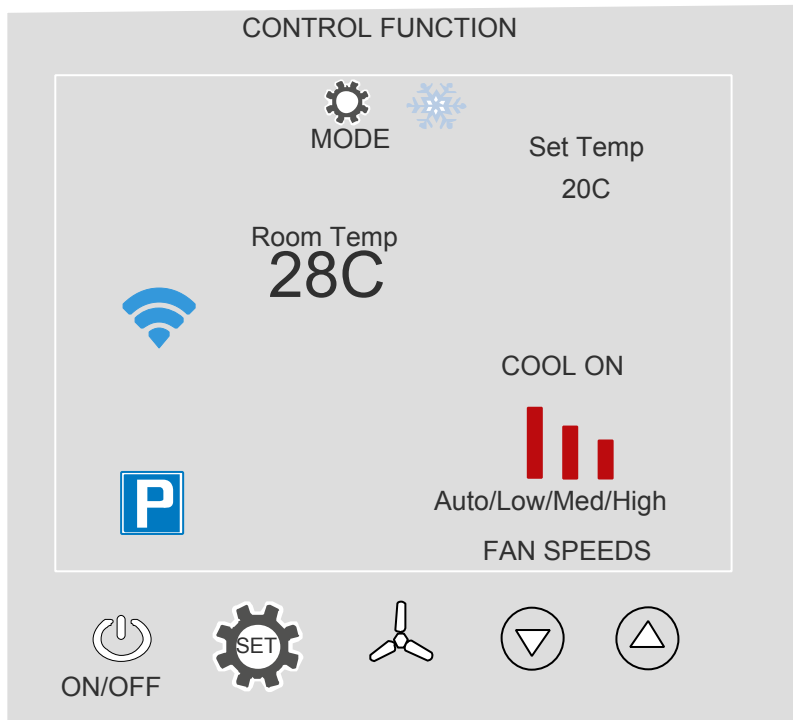 CONTROL FUNCTION
MODE
Set Temp
20C
Room Temp
28C
COOL ON
Auto/Low/Med/High
P
FAN SPEEDS
SET
ON/OFF